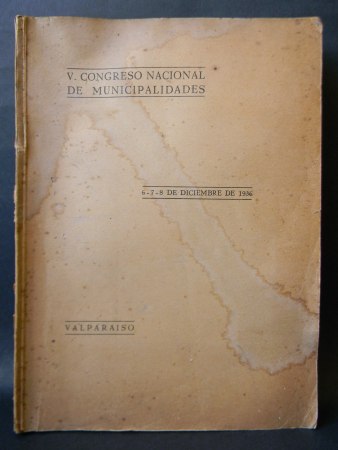 V. CONGRESO NACIONAL
DE MUNICIPALIDADES
6-7-8 DE DICIEMBRE DE 1936
VALPARAISO